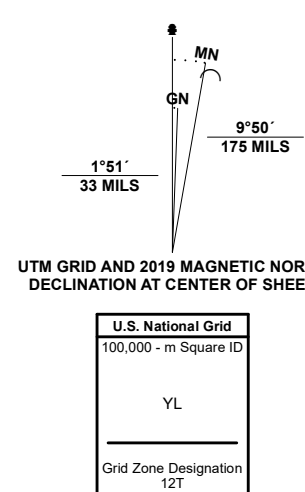 MN
GN
9°50´
175 MILS
1°51´
33 MILS
UTM GRID AND 2019 MAGNETIC NOR
DECLINATION AT CENTER OF SHEE
U.S. National Grid
100,000 - m Square ID
YL
Grid Zone Designation
12T